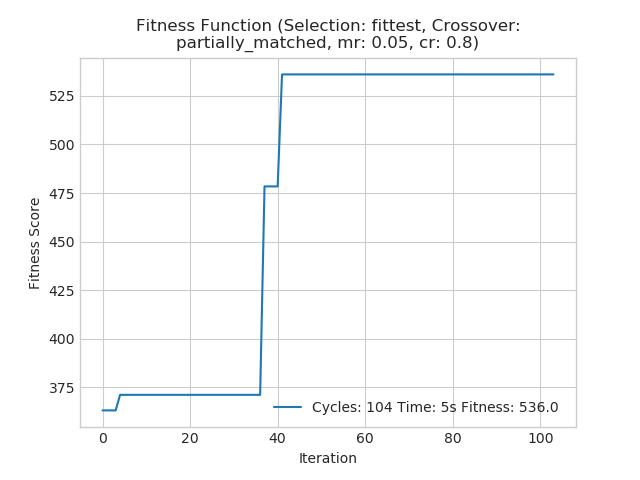 Fitness Function (Selection: fittest, Crossover:
partially_matched, mr: 0.05, cr: 0.8)
Fitness Score
525
500
475
450
425
400
375
Cycles: 104 Time: 5s Fitness: 536.0
0 20 40 60 80 100
Iteration